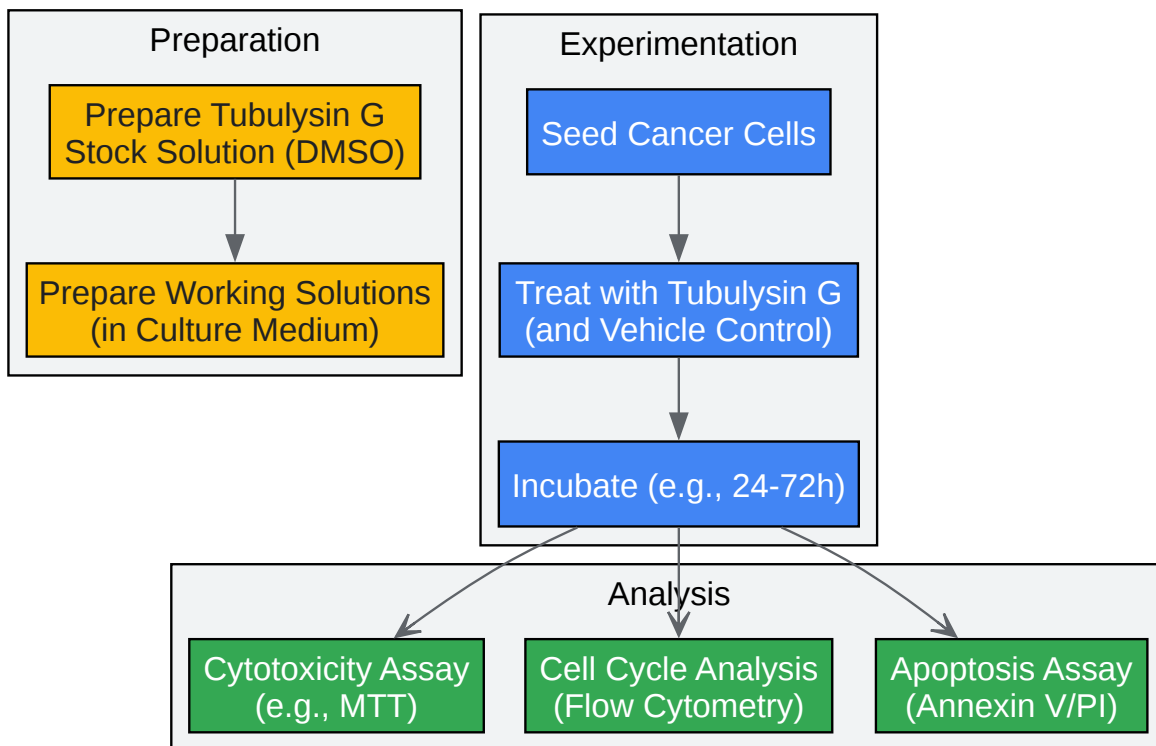 Preparation
Prepare Tubulysin G
Stock Solution (DMSO)
Prepare Working Solutions
(in Culture Medium)
Experimentation
Seed Cancer Cells
Treat with Tubulysin G
(and Vehicle Control)
Incubate (e.g., 24-72h)
Analysis
Cytotoxicity Assay
(e.g., MTT)
Cell Cycle Analysis
(Flow Cytometry)
Apoptosis Assay
(Annexin V/PI)